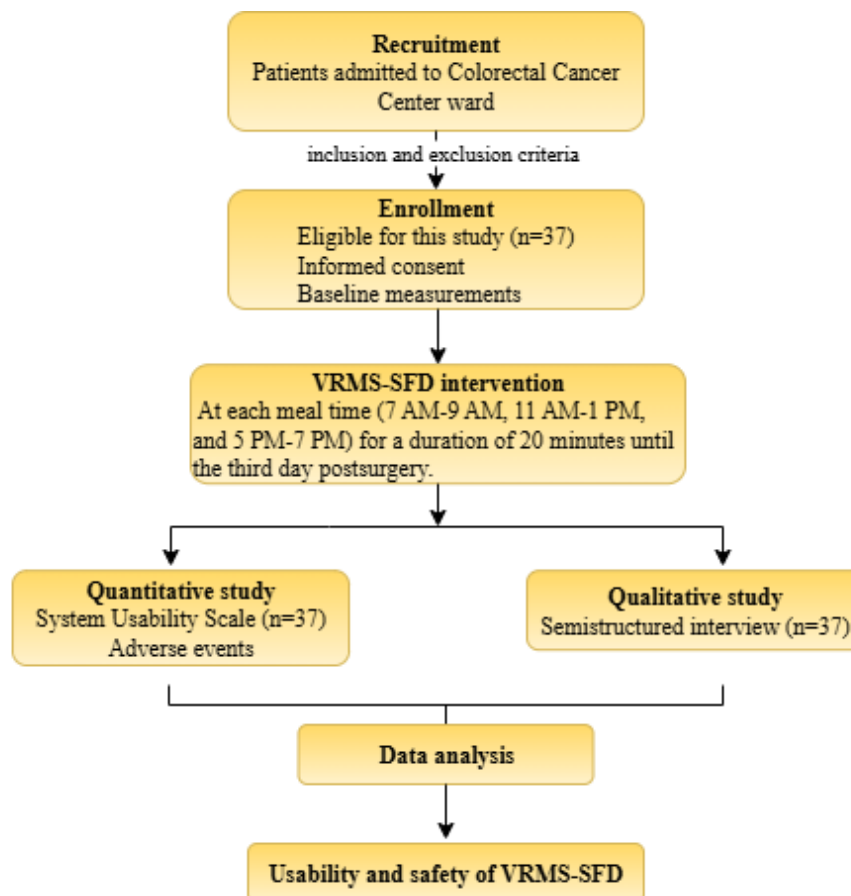 Recruitment
Patients admitted to Colorectal Cancer
Center ward
inclusion and exclusion criteria
Enrollment
Eligible for this study (n=37)
Informed consent
Baseline measurements
VRMS-SFD intervention
At each meal time (7 AM-9 AM, 11 AM-1 PM,
and 5 PM-7 PM) for a duration of 20 minutes until
the third day postsurgery.
Quantitative study
System Usability Scale (n=37)
Adverse events
Qualitative study
Semistructured interview (n=37)
Data analysis
Usability and safety of VRMS-SFD